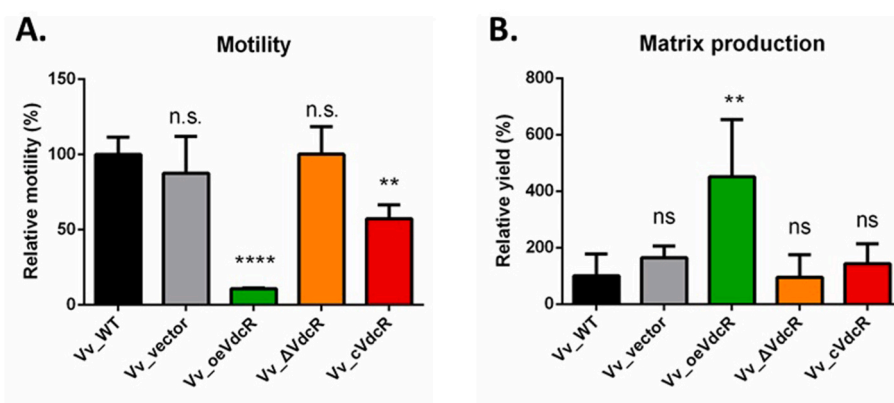 A.
Motility
Relative motility (%)
150
100
50
0
n.s.
****
n.s.
**
Vv_WT
Vv_vector
Vv_oeVdcR
Vv_ΔVdcR
Vv_cVdcR
B.
Matrix production
Relative yield (%)
800
600
400
200
0
ns
**
ns
ns
Vv_WT
Vv_vector
Vv_oeVdcR
Vv_ΔVdcR
Vv_cVdcR